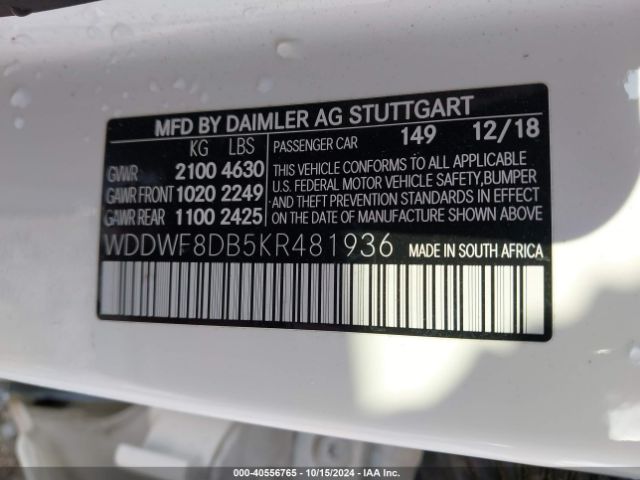 MFD BY DAIMLER AG STUTTGART
KG LBS
GVWR 2100 4630
GAWR FRONT 1020 2249
GAWR REAR 1100 2425
PASSENGER CAR 149 12/18
THIS VEHICLE CONFORMS TO ALL APPLICABLE
U.S. FEDERAL MOTOR VEHICLE SAFETY,BUMPER
AND THEFT PREVENTION STANDARDS IN EFFECT
ON THE DATE OF MANUFACTURE SHOWN ABOVE
WDDWF8DB5KR481936 MADE IN SOUTH AFRICA
000-40556765 - 10/15/2024 - IAA Inc.